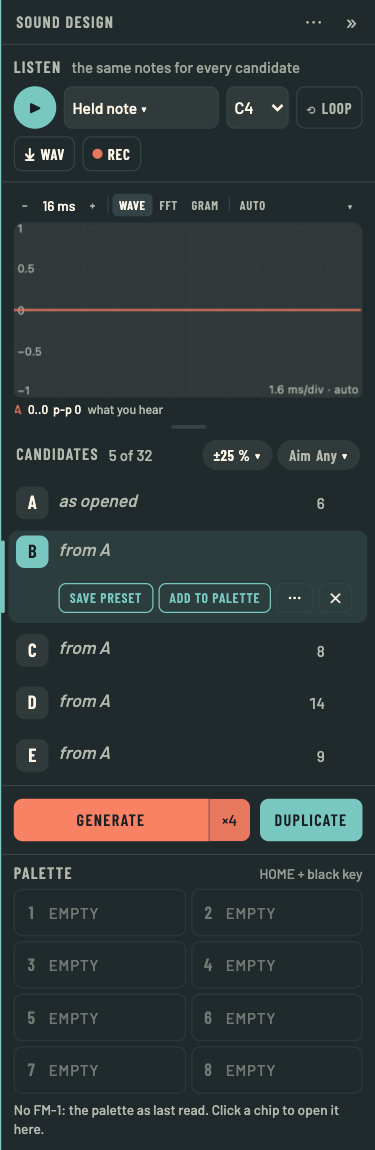 SOUND DESIGN ··· »
LISTEN the same notes for every candidate
Held note ▾ C4 LOOP
WAV REC
− 16 ms + WAVE FFT GRAM AUTO ▾
1
0.5
0
−0.5
−1 1.6 ms/div · auto
A 0..0 p-p 0 what you hear
CANDIDATES 5 of 32 ±25 % ▾ Aim Any ▾
A as opened 6
B from A
SAVE PRESET ADD TO PALETTE ··· ✕
C from A 8
D from A 14
E from A 9
GENERATE ×4 DUPLICATE
PALETTE HOME + black key
1 EMPTY 2 EMPTY
3 EMPTY 4 EMPTY
5 EMPTY 6 EMPTY
7 EMPTY 8 EMPTY
No FM-1: the palette as last read. Click a chip to open it
here.